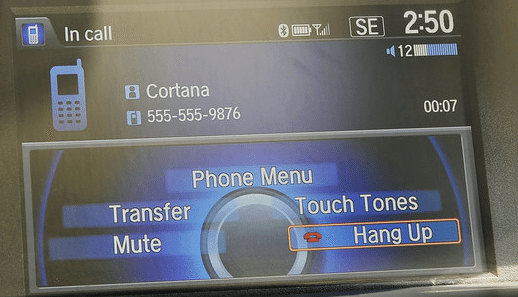 In call
SE
2:50
12
Cortana
555-555-9876
00:07
Phone Menu
Transfer
Touch Tones
Mute
Hang Up